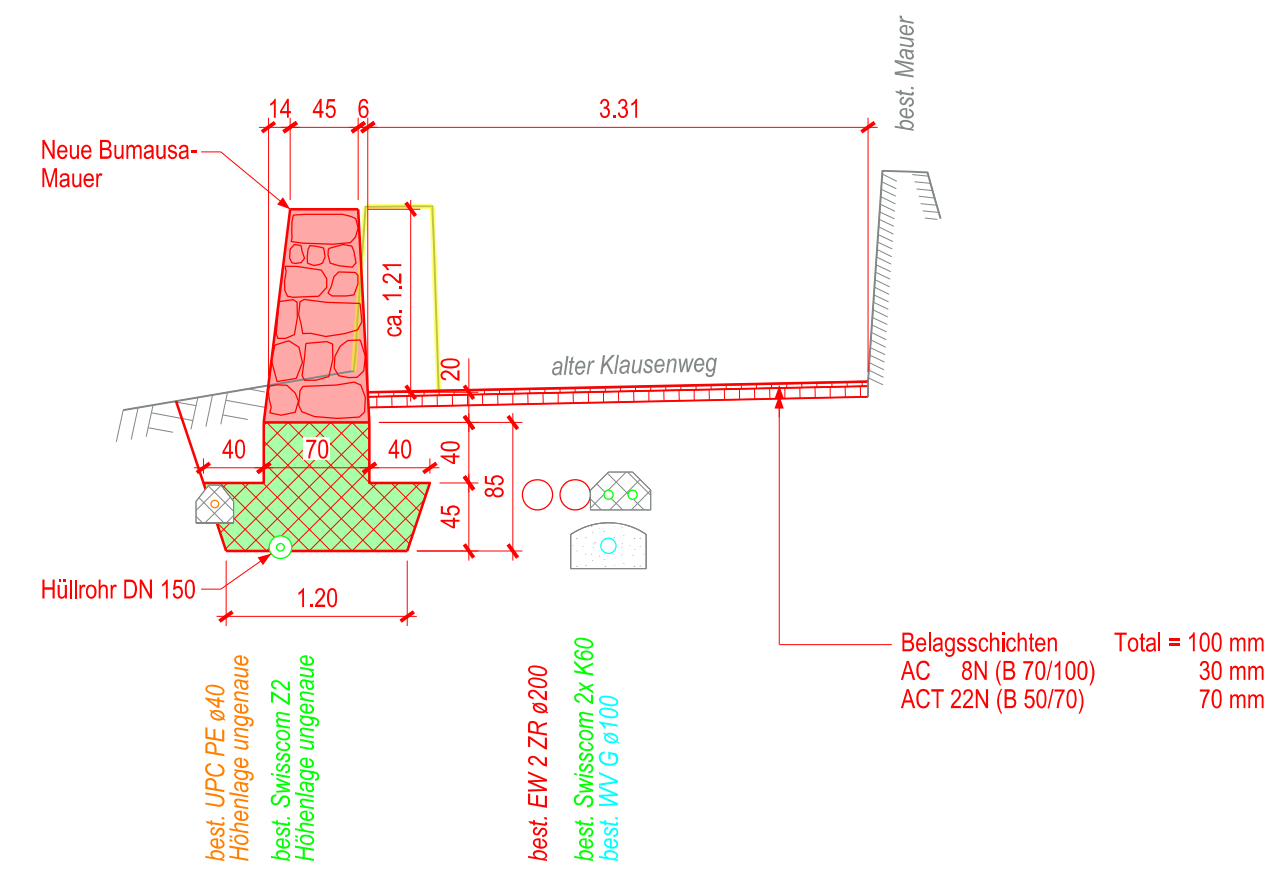 best. Mauer
14 45 6 3.31
Neue Bumausa-
Mauer
ca. 1.21
20
alter Klausenweg
40 70 40
40
85
45
Hüllrohr DN 150
1.20
Belagsschichten Total = 100 mm
AC 8N (B 70/100) 30 mm
ACT 22N (B 50/70) 70 mm
best. UPC PE ø40
Höhenlage ungenaue
best. Swisscom Z2
Höhenlage ungenaue
best. EW 2 ZR ø200
best. Swisscom 2x K60
best. WV G ø100